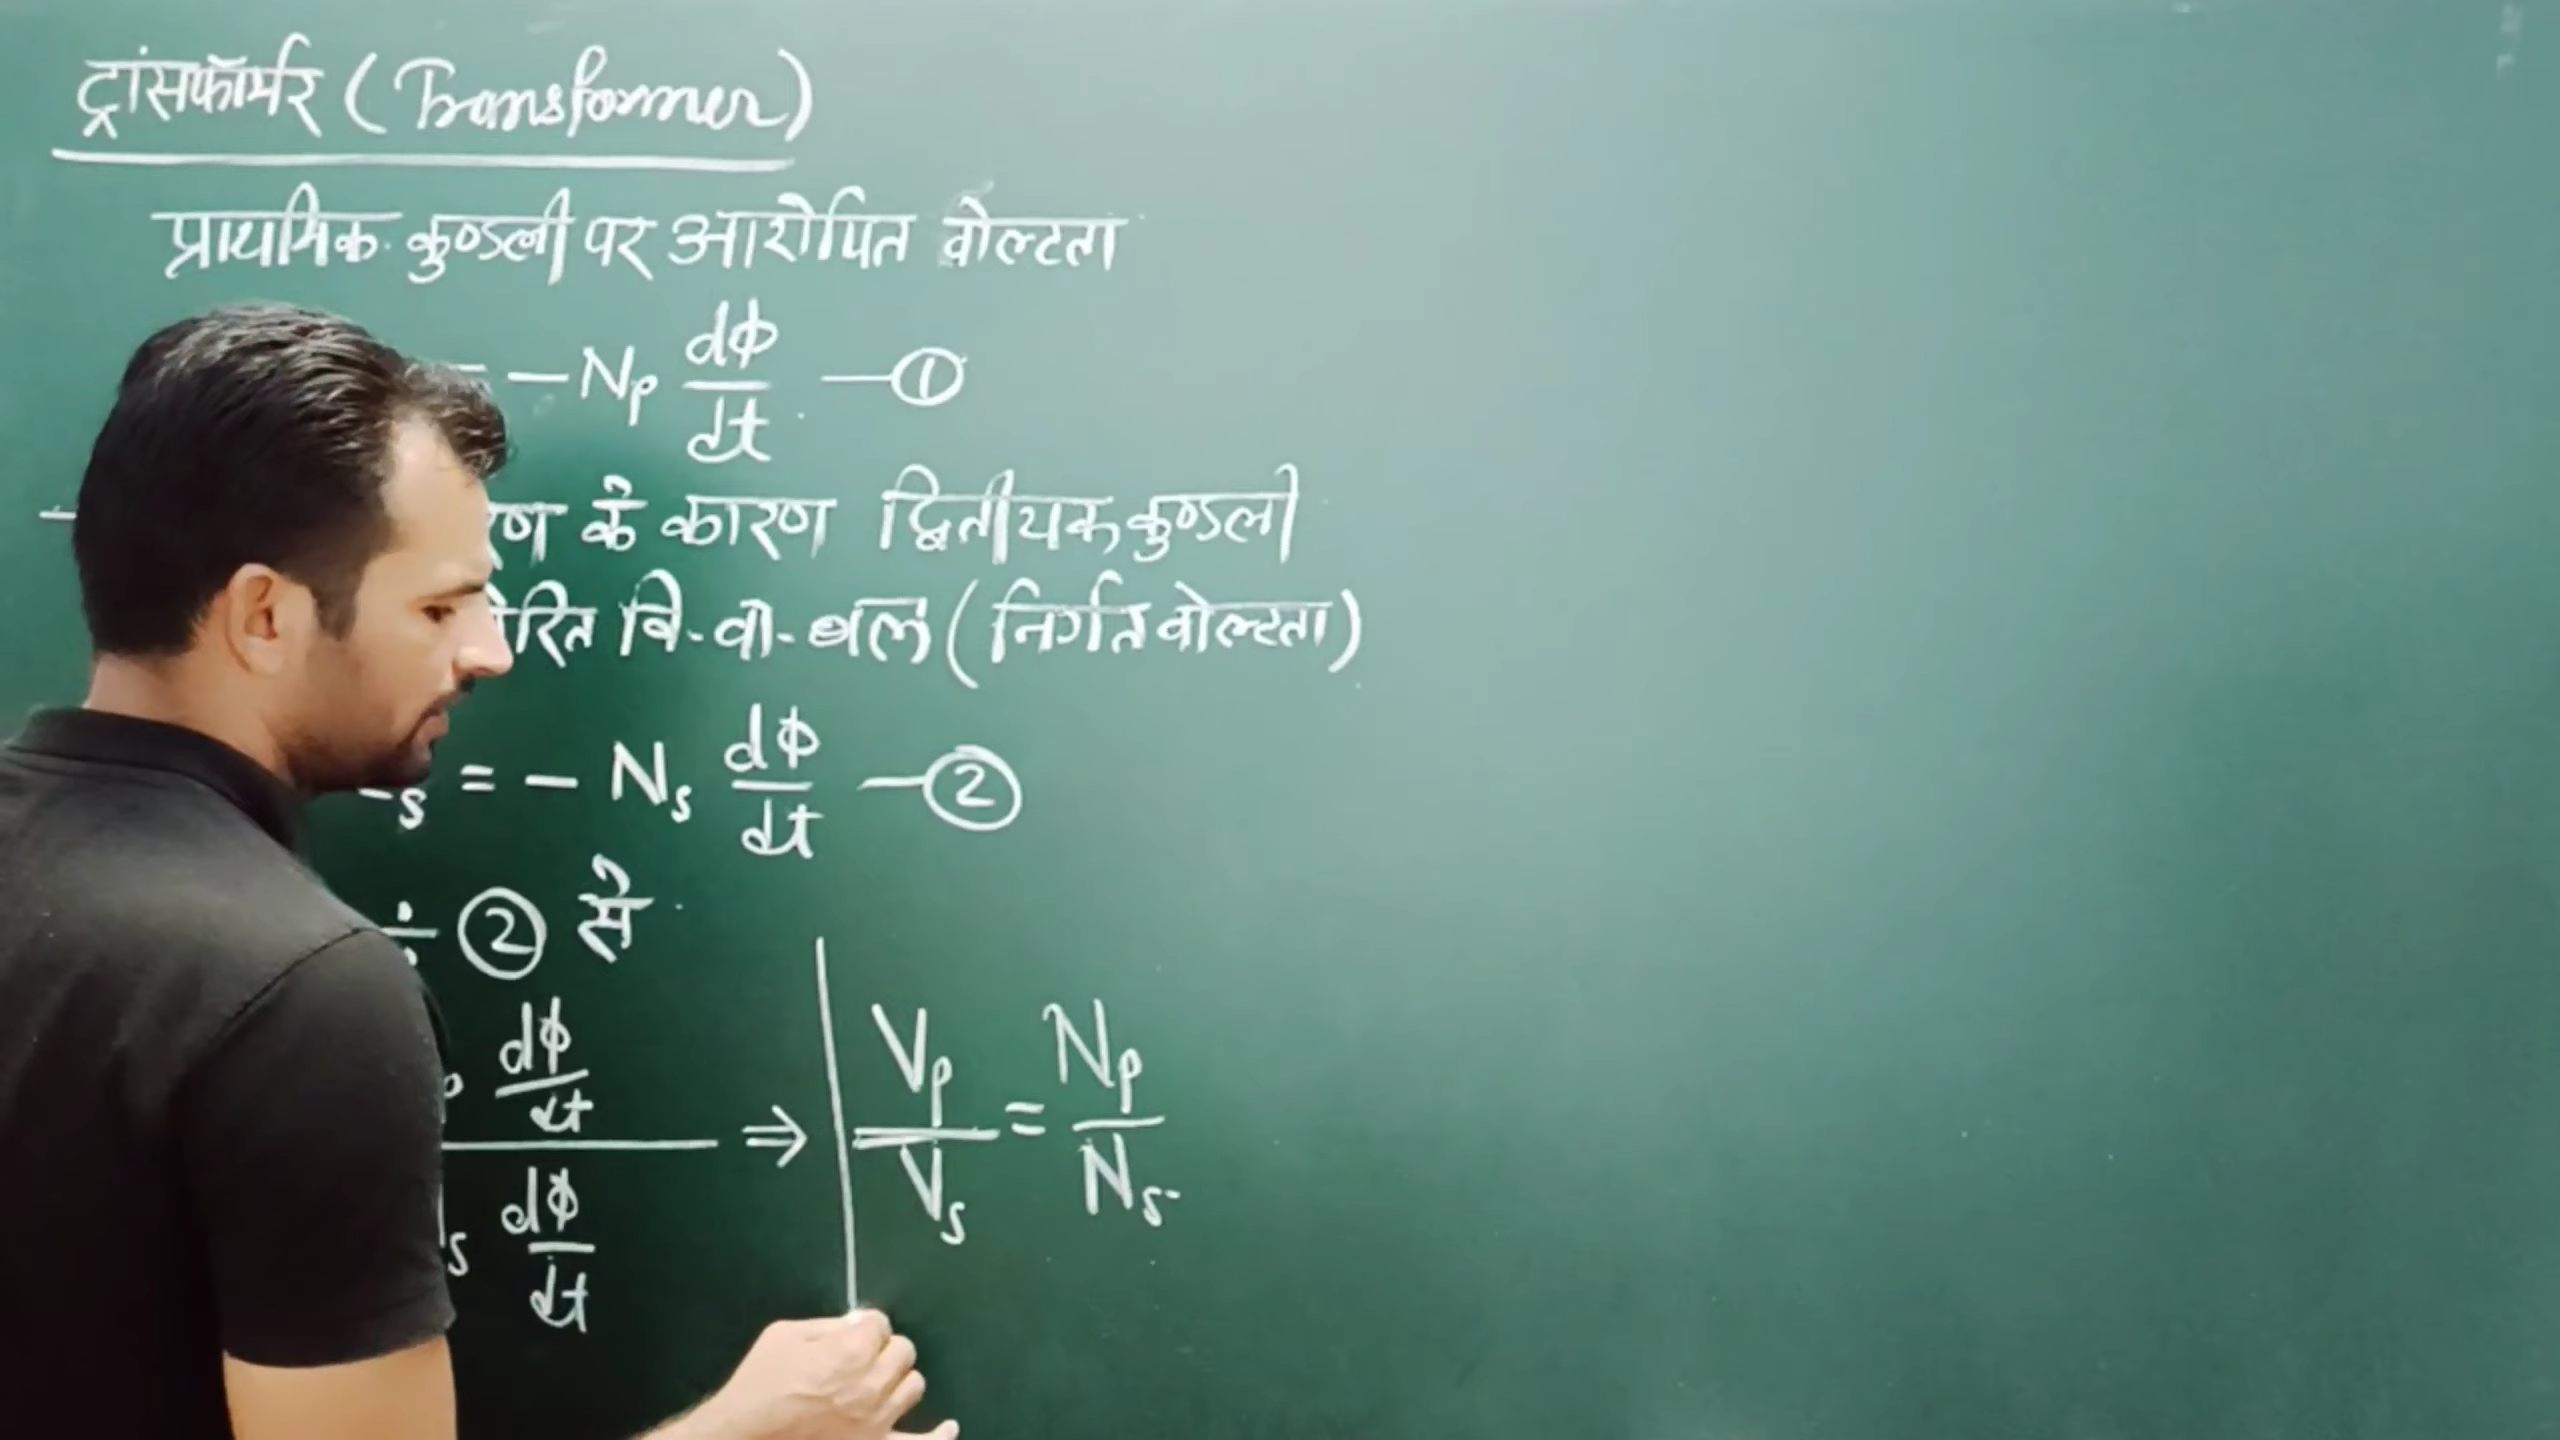 ट्रांसफॉर्मर ( Transformer )
प्राथमिक कुण्डली पर आरोपित वोल्टता
= - Np dϕ/dt - ①
के कारण द्वितीयक कुण्डली
वि-वा-बल ( निर्गत वोल्टता )
s = - Ns dϕ/dt - ②
÷ ② से
p dϕ/dt / s dϕ/dt ⇒ Vp/Vs = Np/Ns